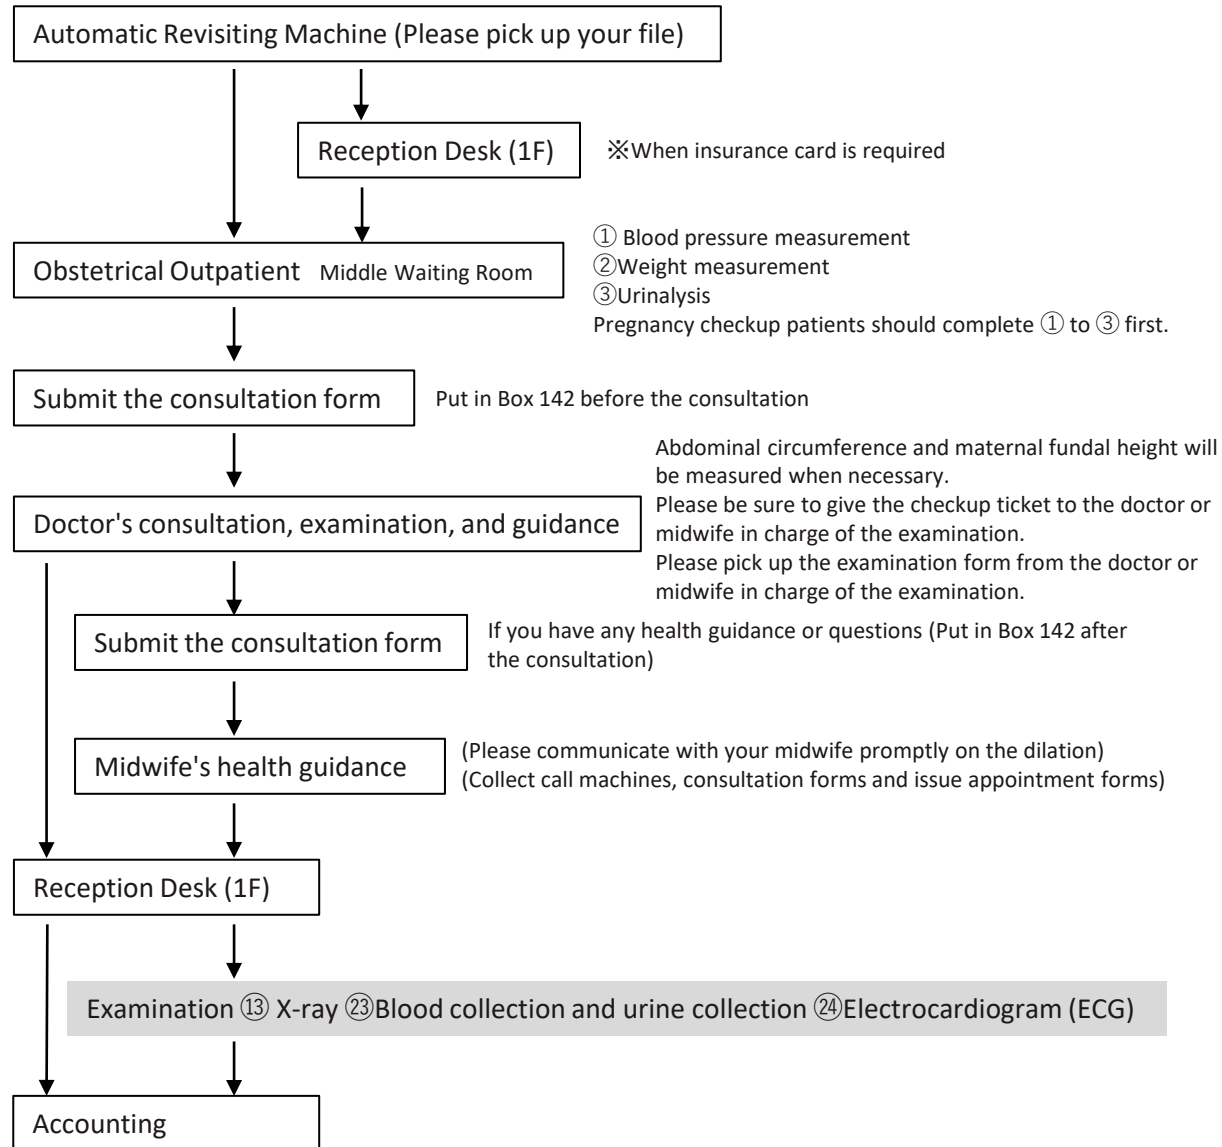 Automatic Revisiting Machine (Please pick up your file)
Reception Desk (1F)
※When insurance card is required
Obstetrical Outpatient Middle Waiting Room
① Blood pressure measurement
②Weight measurement
③Urinalysis
Pregnancy checkup patients should complete ① to ③ first.
Submit the consultation form
Put in Box 142 before the consultation
Doctor's consultation, examination, and guidance
Abdominal circumference and maternal fundal height will
be measured when necessary.
Please be sure to give the checkup ticket to the doctor or
midwife in charge of the examination.
Please pick up the examination form from the doctor or
midwife in charge of the examination.
Submit the consultation form
If you have any health guidance or questions (Put in Box 142 after
the consultation)
Midwife's health guidance
(Please communicate with your midwife promptly on the dilation)
(Collect call machines, consultation forms and issue appointment forms)
Reception Desk (1F)
Examination ⑬ X-ray ㉓Blood collection and urine collection ㉔Electrocardiogram (ECG)
Accounting